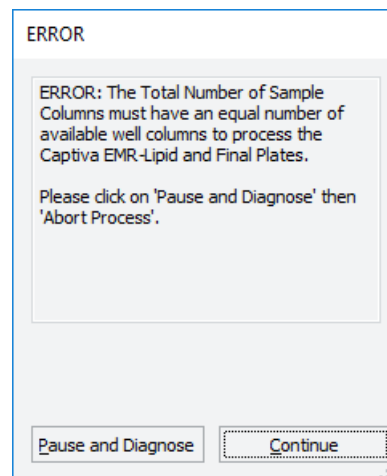 ERROR
ERROR: The Total Number of Sample
Columns must have an equal number of
available well columns to process the
Captiva EMR-Lipid and Final Plates.
Please click on 'Pause and Diagnose' then
'Abort Process'.
Pause and Diagnose
Continue